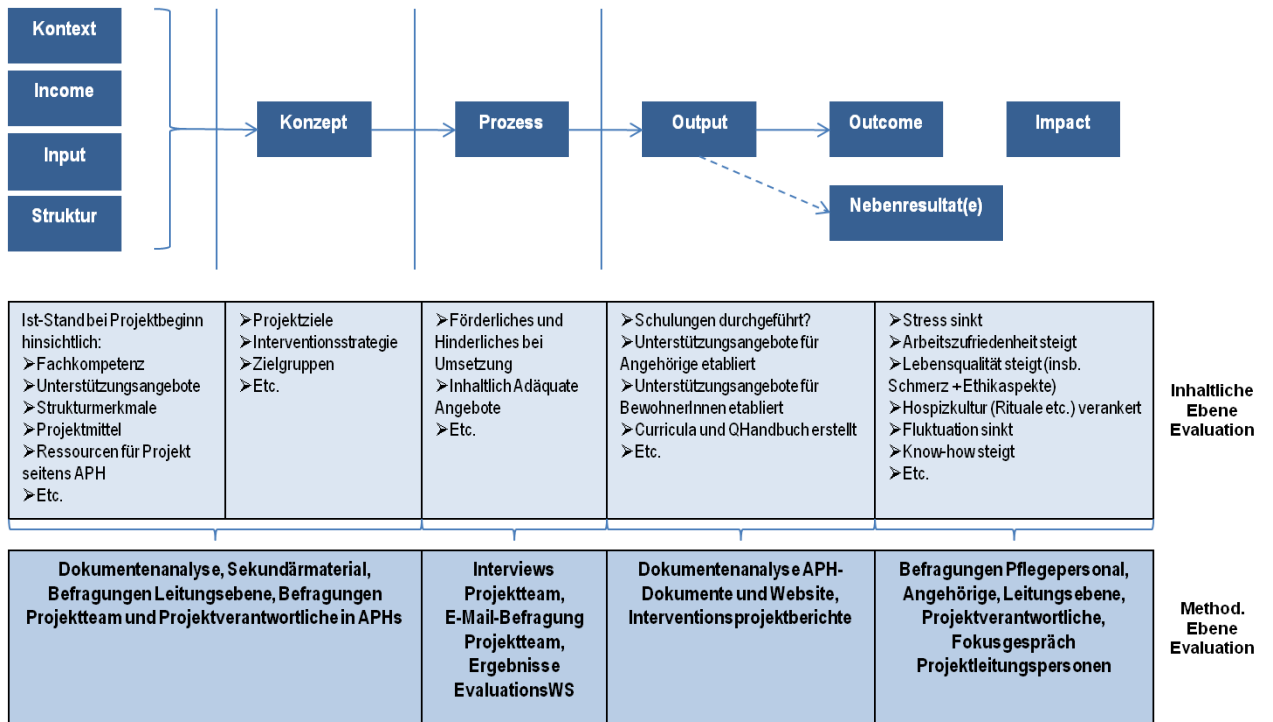 Kontext
Income
Input
Struktur
Konzept
Prozess
Output
Outcome
Impact
Nebenresultat(e)
Ist-Stand bei Projektbeginn
hinsichtlich:
➢Fachkompetenz
➢Unterstützungsangebote
➢Strukturmerkmale
➢Projektmittel
➢Ressourcen für Projekt
seitens APH
➢Etc.
➢Projektziele
➢Interventionsstrategie
➢Zielgruppen
➢Etc.
➢Förderliches und
Hinderliches bei
Umsetzung
➢Inhaltlich Adäquate
Angebote
➢Etc.
➢Schulungen durchgeführt?
➢Unterstützungsangebote für
Angehörige etabliert
➢Unterstützungsangebote für
BewohnerInnen etabliert
➢Curricula und QHandbuch erstellt
➢Etc.
➢Stress sinkt
➢Arbeitszufriedenheit steigt
➢Lebensqualität steigt (insb.
Schmerz +Ethikaspekte)
➢Hospizkultur (Rituale etc.) verankert
➢Fluktuation sinkt
➢Know-how steigt
➢Etc.
Inhaltliche
Ebene
Evaluation
Dokumentenanalyse, Sekundärmaterial,
Befragungen Leitungsebene, Befragungen
Projektteam und Projektverantwortliche in APHs
Interviews
Projektteam,
E-Mail-Befragung
Projektteam,
Ergebnisse
EvaluationsWS
Dokumentenanalyse APH-
Dokumente und Website,
Interventionsprojektberichte
Befragungen Pflegepersonal,
Angehörige, Leitungsebene,
Projektverantwortliche,
Fokusgespräch
Projektleitungspersonen
Method.
Ebene
Evaluation